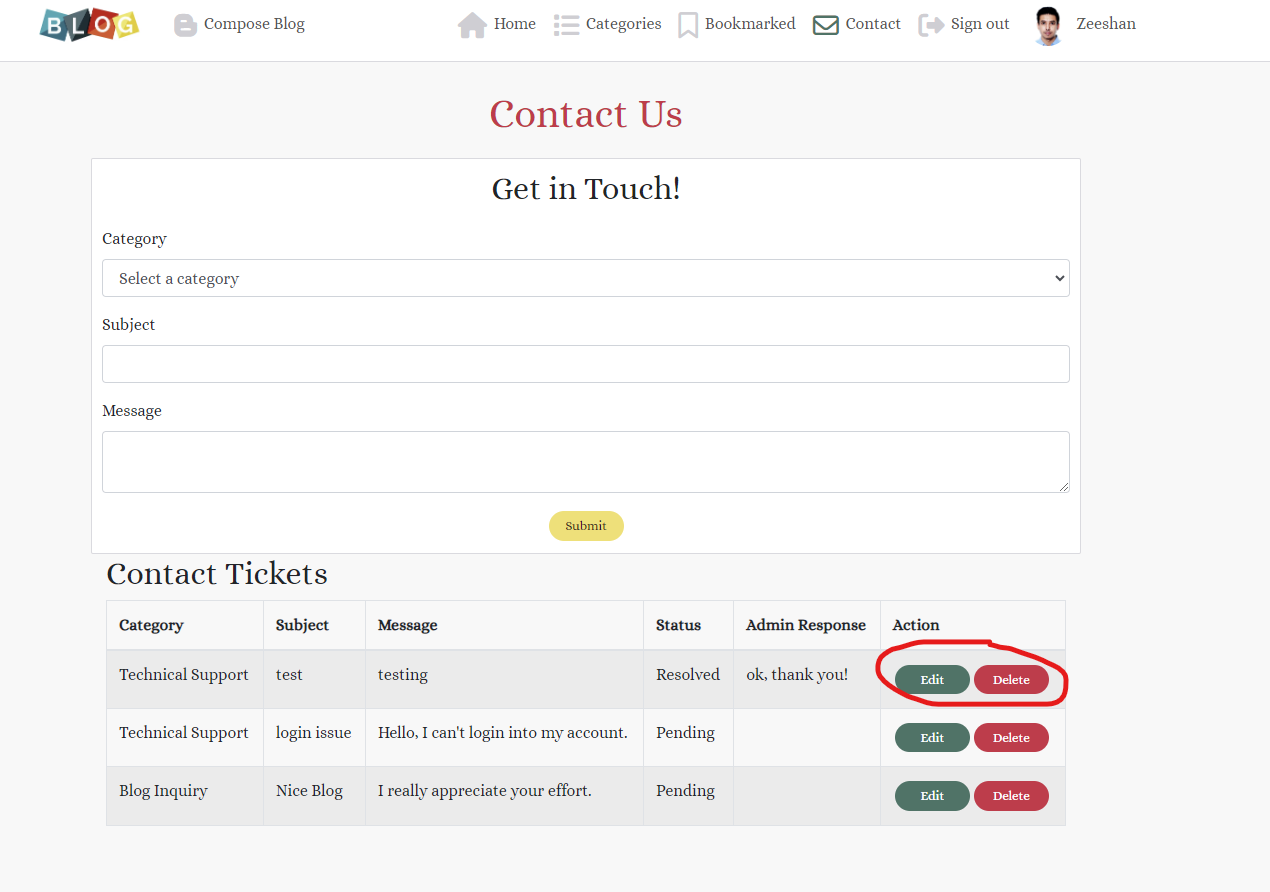 BLOG Compose Blog Home Categories Bookmarked Contact Sign out Zeeshan
Contact Us
Get in Touch!
Category
Select a category
Subject
Message
Submit
Contact Tickets
Category Subject Message Status Admin Response Action
Technical Support test testing Resolved ok, thank you! Edit Delete
Technical Support login issue Hello, I can't login into my account. Pending Edit Delete
Blog Inquiry Nice Blog I really appreciate your effort. Pending Edit Delete